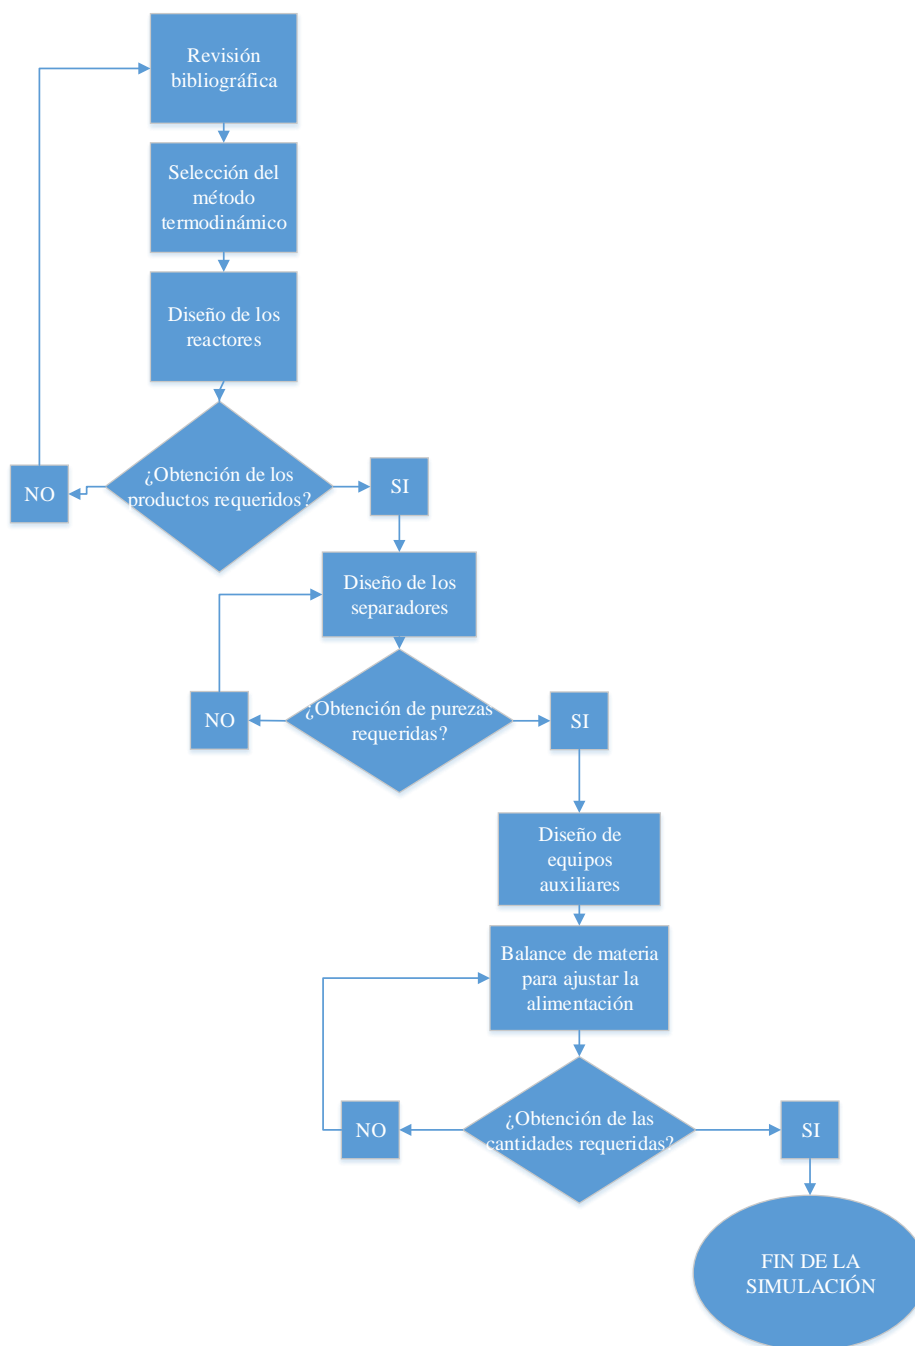 Revisión
bibliográfica
Selección del
método
termodinámico
Diseño de los
reactores
¿Obtención de los
productos requeridos?
NO
SI
Diseño de los
separadores
¿Obtención de purezas
requeridas?
NO
SI
Diseño de
equipos
auxiliares
Balance de materia
para ajustar la
alimentación
¿Obtención de las
cantidades requeridas?
NO
SI
FIN DE LA
SIMULACIÓN